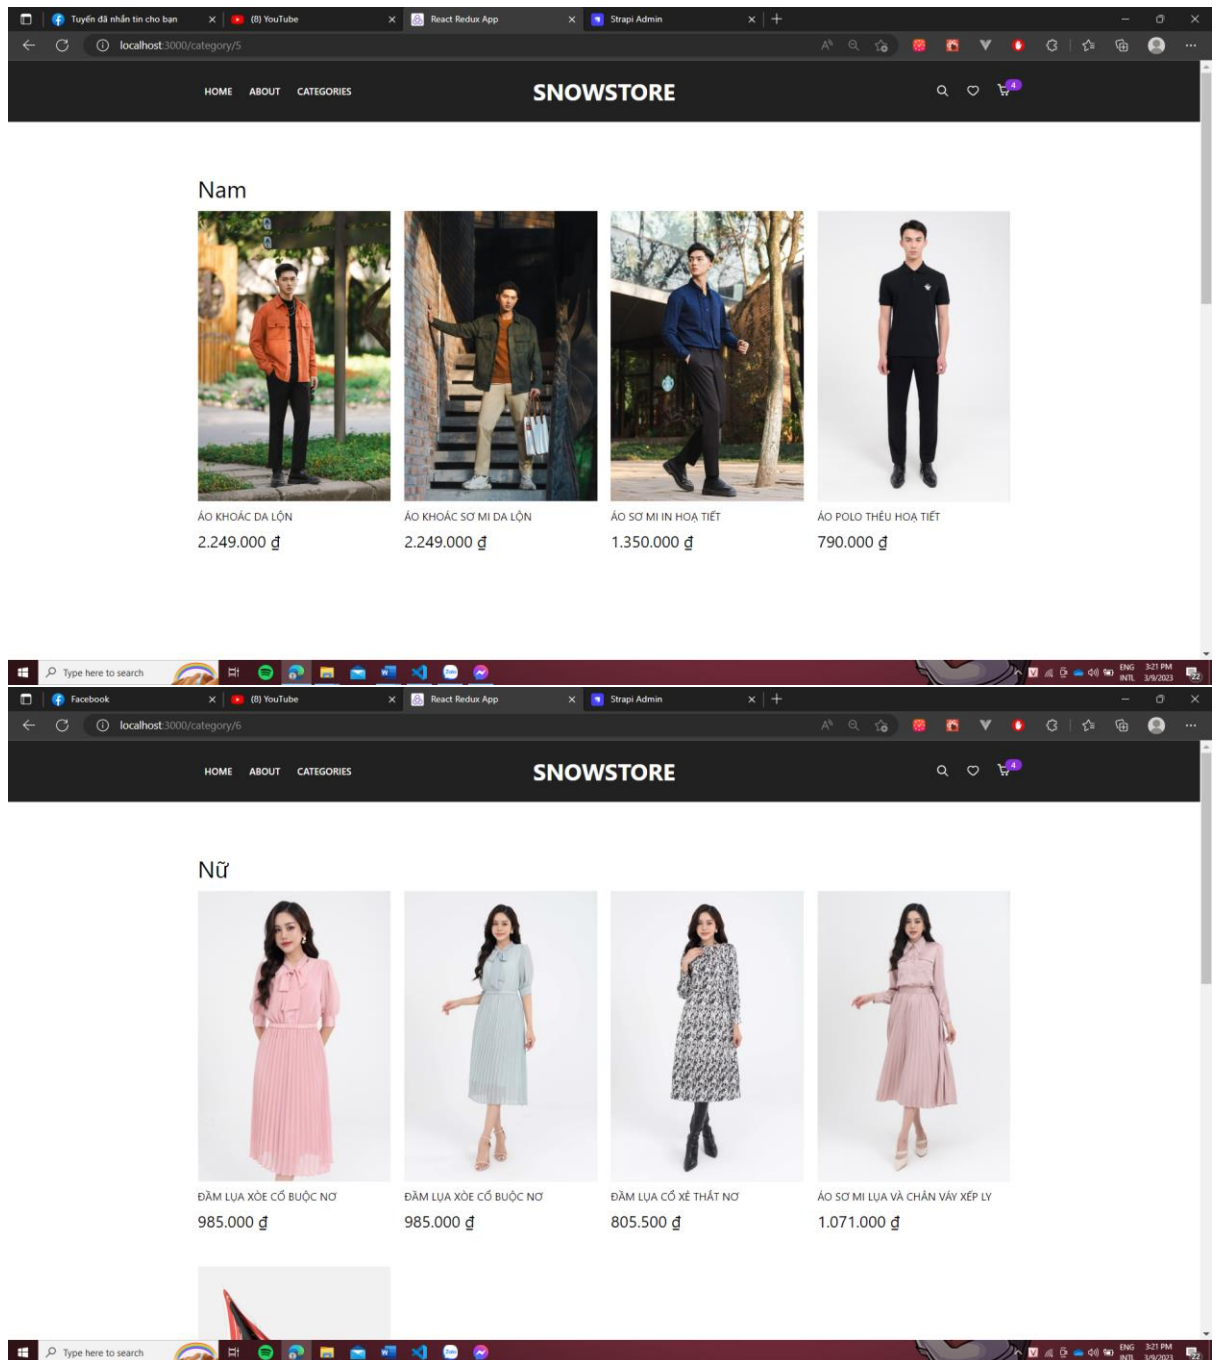 Tuyến đã nhắn tin cho bạn
(8) YouTube
React Redux App
Strapi Admin
localhost:3000/category/5
HOME ABOUT CATEGORIES
SNOWSTORE
4
Nam
ÁO KHOÁC DA LỘN
ÁO KHOÁC SƠ MI DA LỘN
ÁO SƠ MI IN HOẠ TIẾT
ÁO POLO THÊU HOẠ TIẾT
2.249.000 ₫
2.249.000 ₫
1.350.000 ₫
790.000 ₫
Type here to search
Zalo
ENG
INTL
3:21 PM
3/9/2023
22
Facebook
(8) YouTube
React Redux App
Strapi Admin
localhost:3000/category/6
HOME ABOUT CATEGORIES
SNOWSTORE
4
Nữ
ĐẦM LỤA XÒE CỔ BUỘC NƠ
ĐẦM LỤA XÒE CỔ BUỘC NƠ
ĐẦM LỤA CỔ XẺ THẮT NƠ
ÁO SƠ MI LỤA VÀ CHÂN VÁY XẾP LY
985.000 ₫
985.000 ₫
805.500 ₫
1.071.000 ₫
Type here to search
Zalo
ENG
INTL
3:21 PM
3/9/2023
22